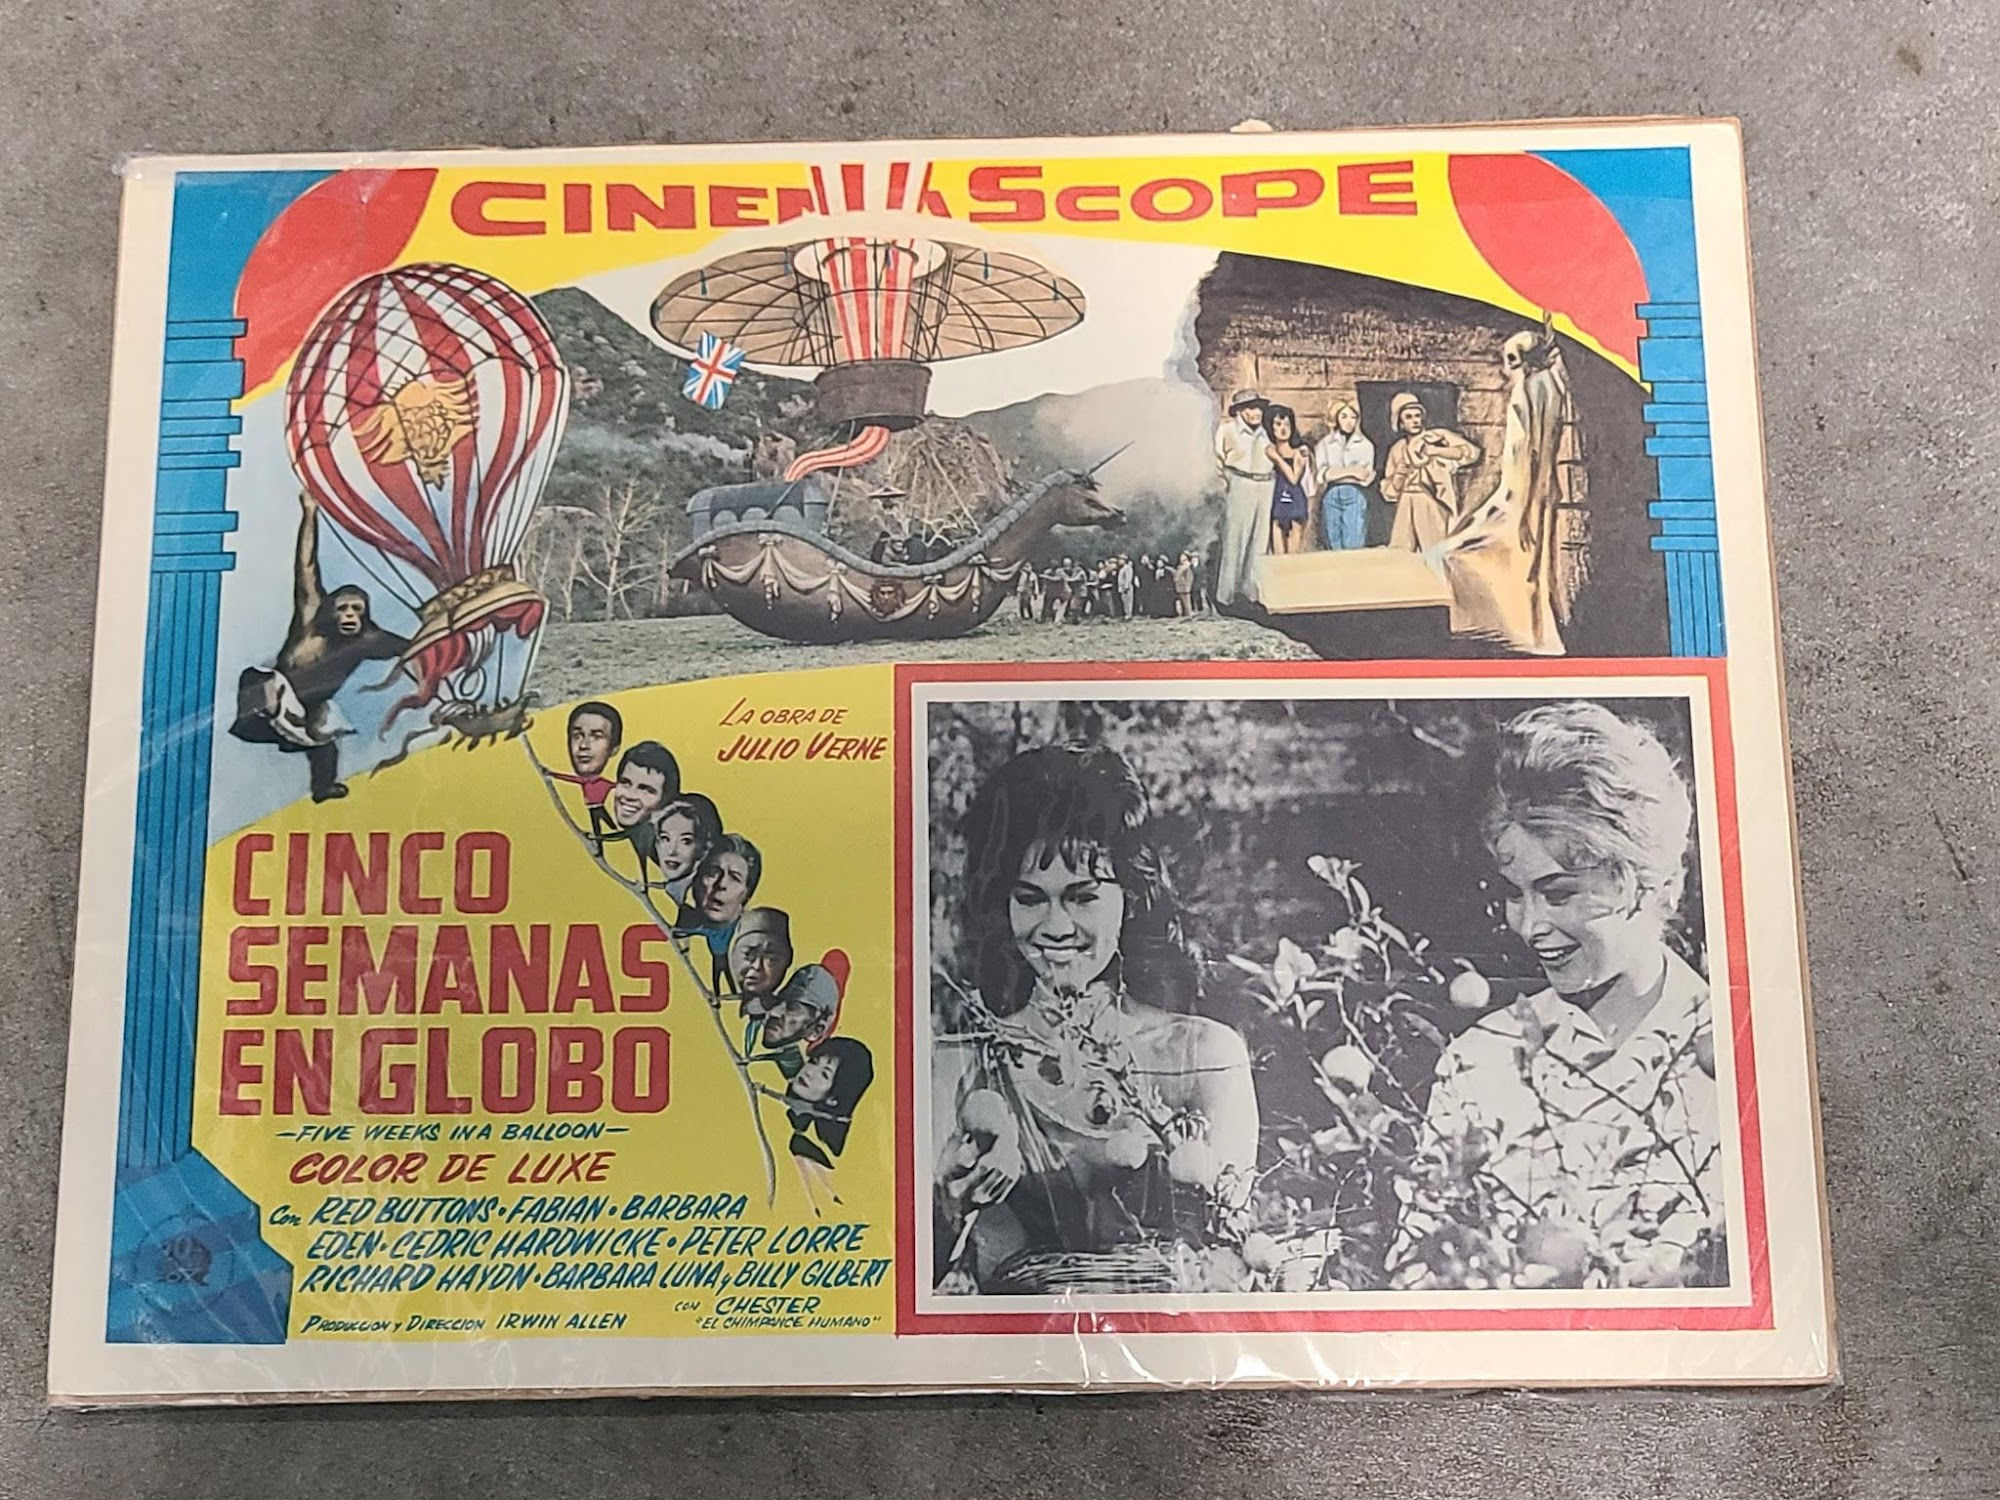 CINEMASCOPE
LA OBRA DE
JULIO VERNE
CINCO
SEMANAS
EN GLOBO
—FIVE WEEKS IN A BALLOON—
COLOR DE LUXE
Con RED BUTTONS • FABIAN • BARBARA
EDEN • CEDRIC HARDWICKE • PETER LORRE
RICHARD HAYDN • BARBARA LUNA y BILLY GILBERT
CON CHESTER
"EL CHIMPANCE HUMANO"
PRODUCCION Y DIRECCION IRWIN ALLEN